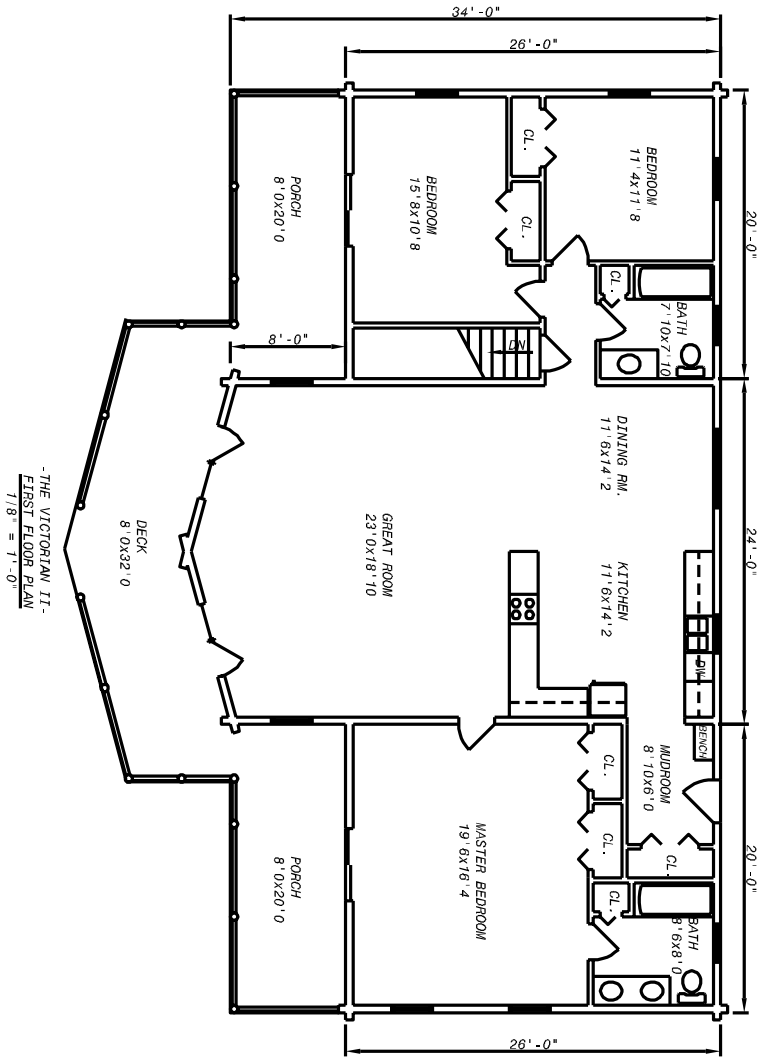 34'-0"
26'-0"
PORCH
8'0x20'0
BEDROOM
15'8x10'8
CL.
CL.
BEDROOM
11'4x11'8
20'-0"
CL.
BATH
7'10x7'10
8'-0"
DN
DINING RM.
11'6x14'2
KITCHEN
11'6x14'2
24'-0"
GREAT ROOM
23'0x18'10
DECK
8'0x32'0
DW
BENCH
MUDROOM
8'10x6'0
CL.
CL.
CL.
CL.
BATH
8'6x8'0
MASTER BEDROOM
19'6x16'4
PORCH
8'0x20'0
20'-0"
26'-0"
-THE VICTORIAN II-
FIRST FLOOR PLAN
1/8" = 1'-0"